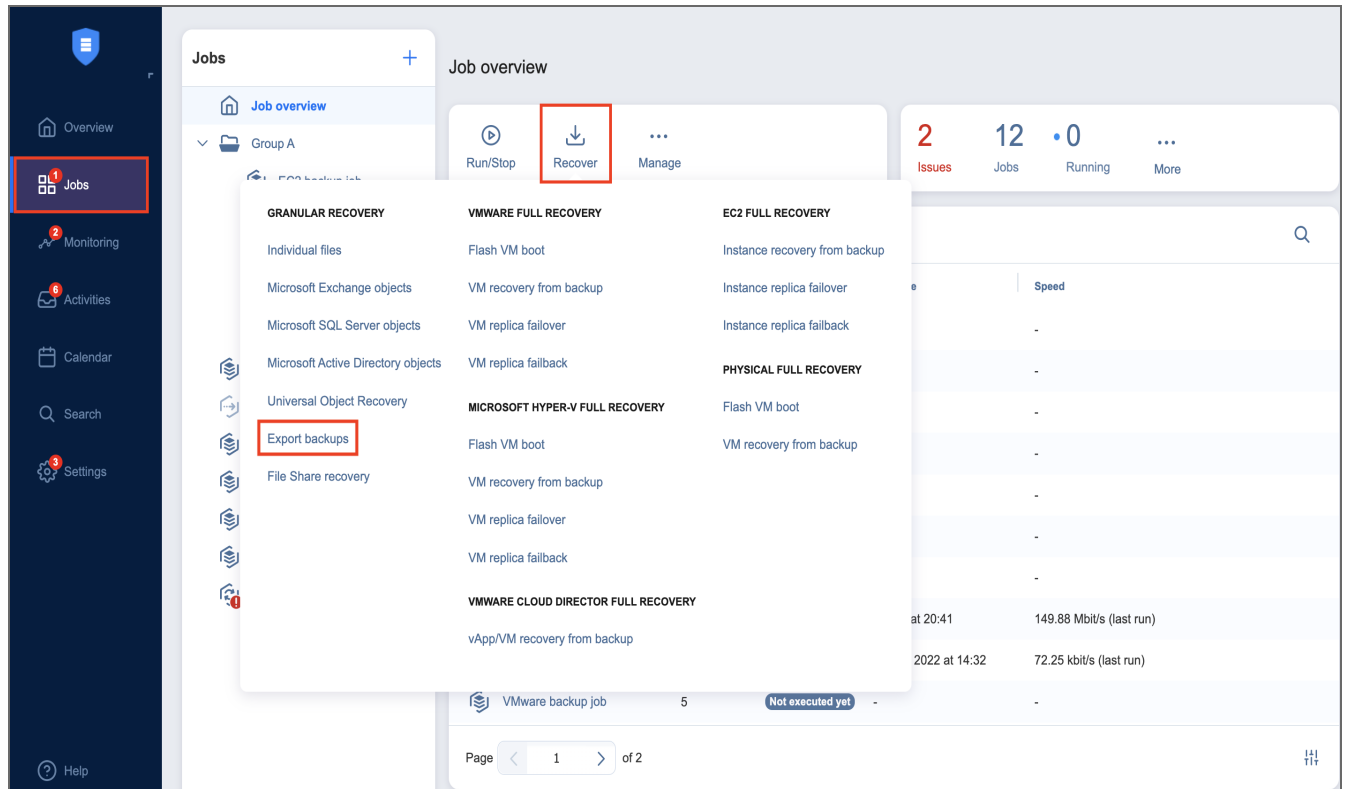 Overview
1
Jobs
2
Monitoring
6
Activities
Calendar
Search
3
Settings
Help
Jobs
Job overview
Group A
Job overview
Run/Stop
Recover
Manage
2
Issues
12
Jobs
0
Running
More
GRANULAR RECOVERY
Individual files
Microsoft Exchange objects
Microsoft SQL Server objects
Microsoft Active Directory objects
Universal Object Recovery
Export backups
File Share recovery
VMWARE FULL RECOVERY
Flash VM boot
VM recovery from backup
VM replica failover
VM replica failback
MICROSOFT HYPER-V FULL RECOVERY
Flash VM boot
VM recovery from backup
VM replica failover
VM replica failback
VMWARE CLOUD DIRECTOR FULL RECOVERY
vApp/VM recovery from backup
EC2 FULL RECOVERY
Instance recovery from backup
Instance replica failover
Instance replica failback
PHYSICAL FULL RECOVERY
Flash VM boot
VM recovery from backup
e Speed
-
-
-
-
-
-
-
at 20:41 149.88 Mbit/s (last run)
2022 at 14:32 72.25 kbit/s (last run)
VMware backup job 5 Not executed yet - -
Page 1 of 2